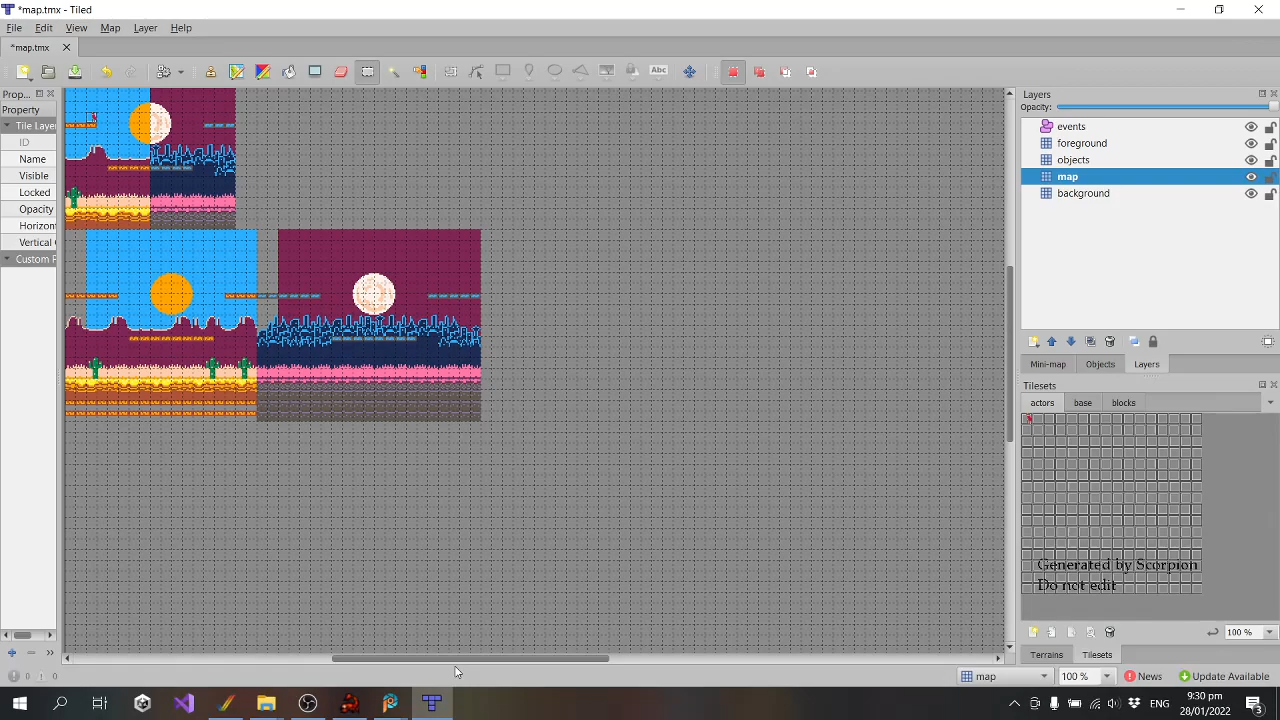 *map.tmx - Tiled
File Edit View Map Layer Help
*map.tmx
Abc
Prop...
Property
Tile Layer
ID
Name
Visible
Locked
Opacity
Horizon
Vertical
Custom P
Layers
Opacity:
events
foreground
objects
map
background
Mini-map Objects Layers
Tilesets
actors base blocks
Generated by Scorpion
Do not edit
100 %
Terrains Tilesets
0 0
map 100 % News Update Available
ENG
9:30 pm
28/01/2022